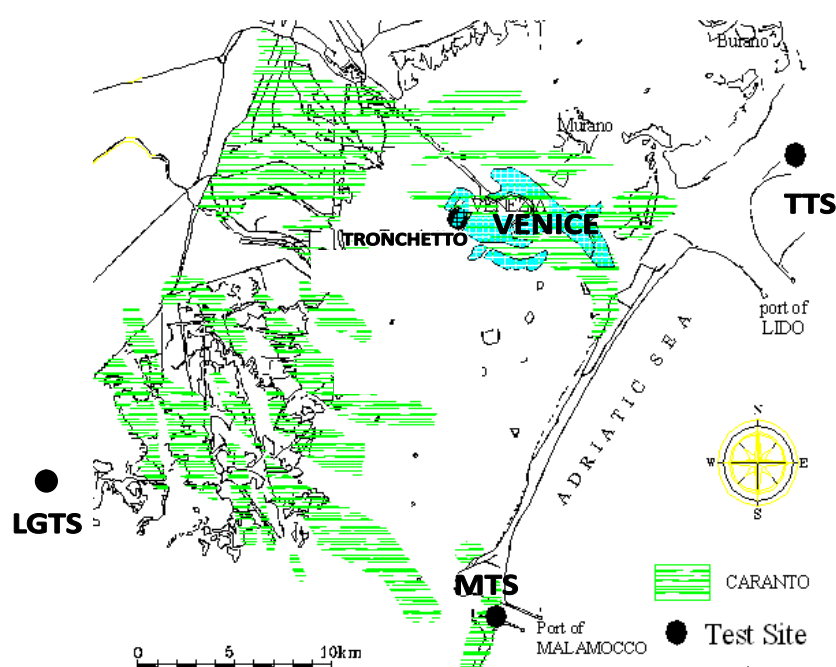 Burano
Murano
TTS
VENEZIA
VENICE
TRONCHETTO
port of
LIDO
ADRIATIC SEA
N
W E
S
LGTS
CARANTO
MTS
Port of
MALAMOCCO
Test Site
0 5 10km